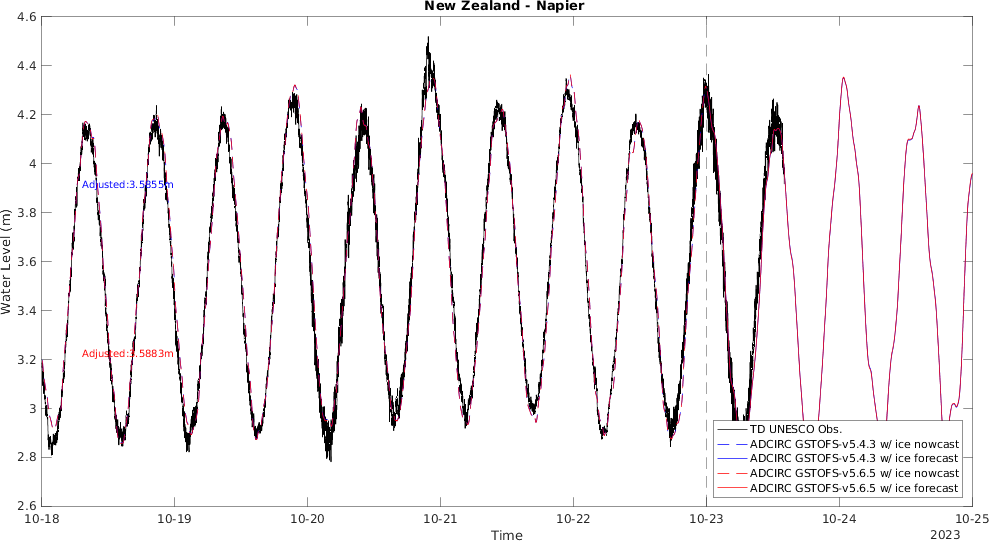 New Zealand - Napier
4.6
4.4
4.2
4
3.8
3.6
3.4
3.2
3
2.8
2.6
Water Level (m)
Adjusted:3.5855m
Adjusted:3.5883m
TD UNESCO Obs.
ADCIRC GSTOFS-v5.4.3 w/ ice nowcast
ADCIRC GSTOFS-v5.4.3 w/ ice forecast
ADCIRC GSTOFS-v5.6.5 w/ ice nowcast
ADCIRC GSTOFS-v5.6.5 w/ ice forecast
10-18 10-19 10-20 10-21 10-22 10-23 10-24 10-25
Time
2023